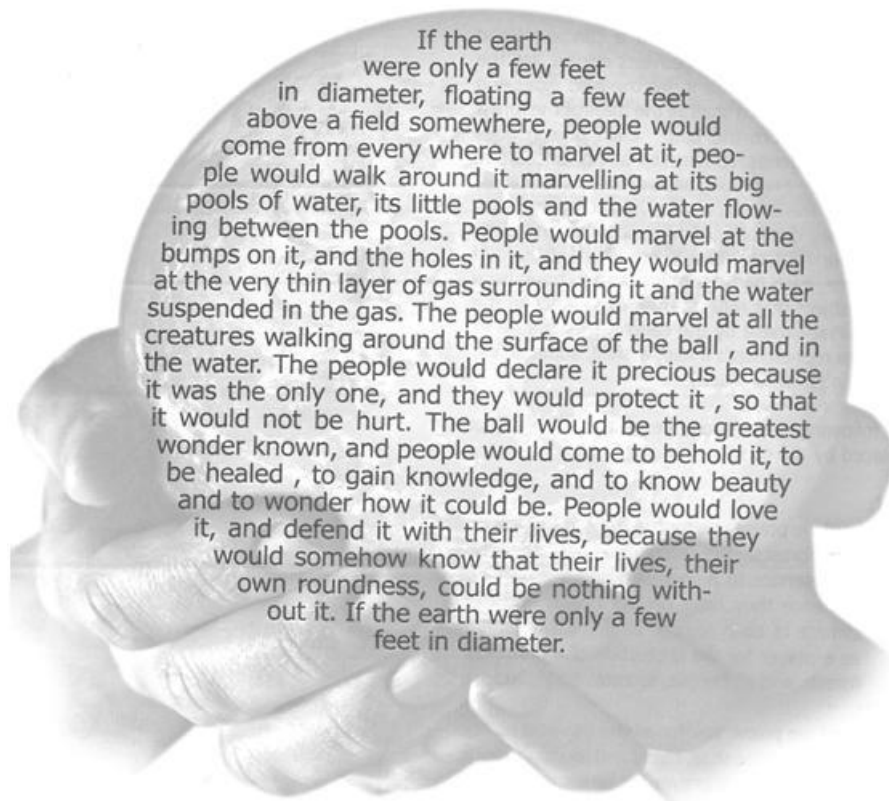 If the earth
were only a few feet
in diameter, floating a few feet
above a field somewhere, people would
come from every where to marvel at it, peo-
ple would walk around it marvelling at its big
pools of water, its little pools and the water flow-
ing between the pools. People would marvel at the
bumps on it, and the holes in it, and they would marvel
at the very thin layer of gas surrounding it and the water
suspended in the gas. The people would marvel at all the
creatures walking around the surface of the ball , and in
the water. The people would declare it precious because
it was the only one, and they would protect it , so that
it would not be hurt. The ball would be the greatest
wonder known, and people would come to behold it, to
be healed , to gain knowledge, and to know beauty
and to wonder how it could be. People would love
it, and defend it with their lives, because they
would somehow know that their lives, their
own roundness, could be nothing with-
out it. If the earth were only a few
feet in diameter.